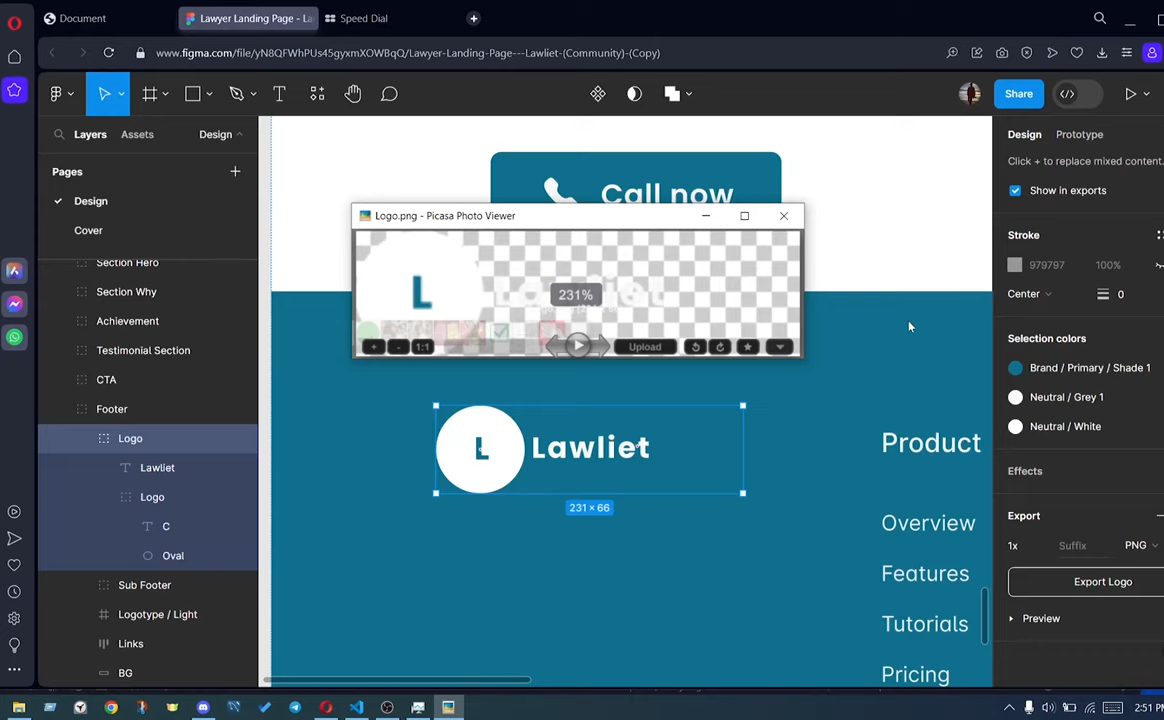 Document
Lawyer Landing Page - La
Speed Dial
www.figma.com/file/yN8QFWhPUs45gyxmXOWBqQ/Lawyer-Landing-Page---Lawliet-(Community)-(Copy)
Share
Layers
Assets
Design
Pages
Design
Cover
Section Hero
Section Why
Achievement
Testimonial Section
CTA
Footer
Logo
Lawliet
Logo
C
Oval
Sub Footer
Logotype / Light
Links
BG
Call now
Logo.png - Picasa Photo Viewer
L
Lawliet
231%
1:1
Upload
L
Lawliet
231 × 66
Product
Overview
Features
Tutorials
Pricing
Design
Prototype
Click + to replace mixed content.
Show in exports
Stroke
979797
100%
Center
0
Selection colors
Brand / Primary / Shade 1
Neutral / Grey 1
Neutral / White
Effects
Export
1x
Suffix
PNG
Export Logo
Preview
2:51 PM